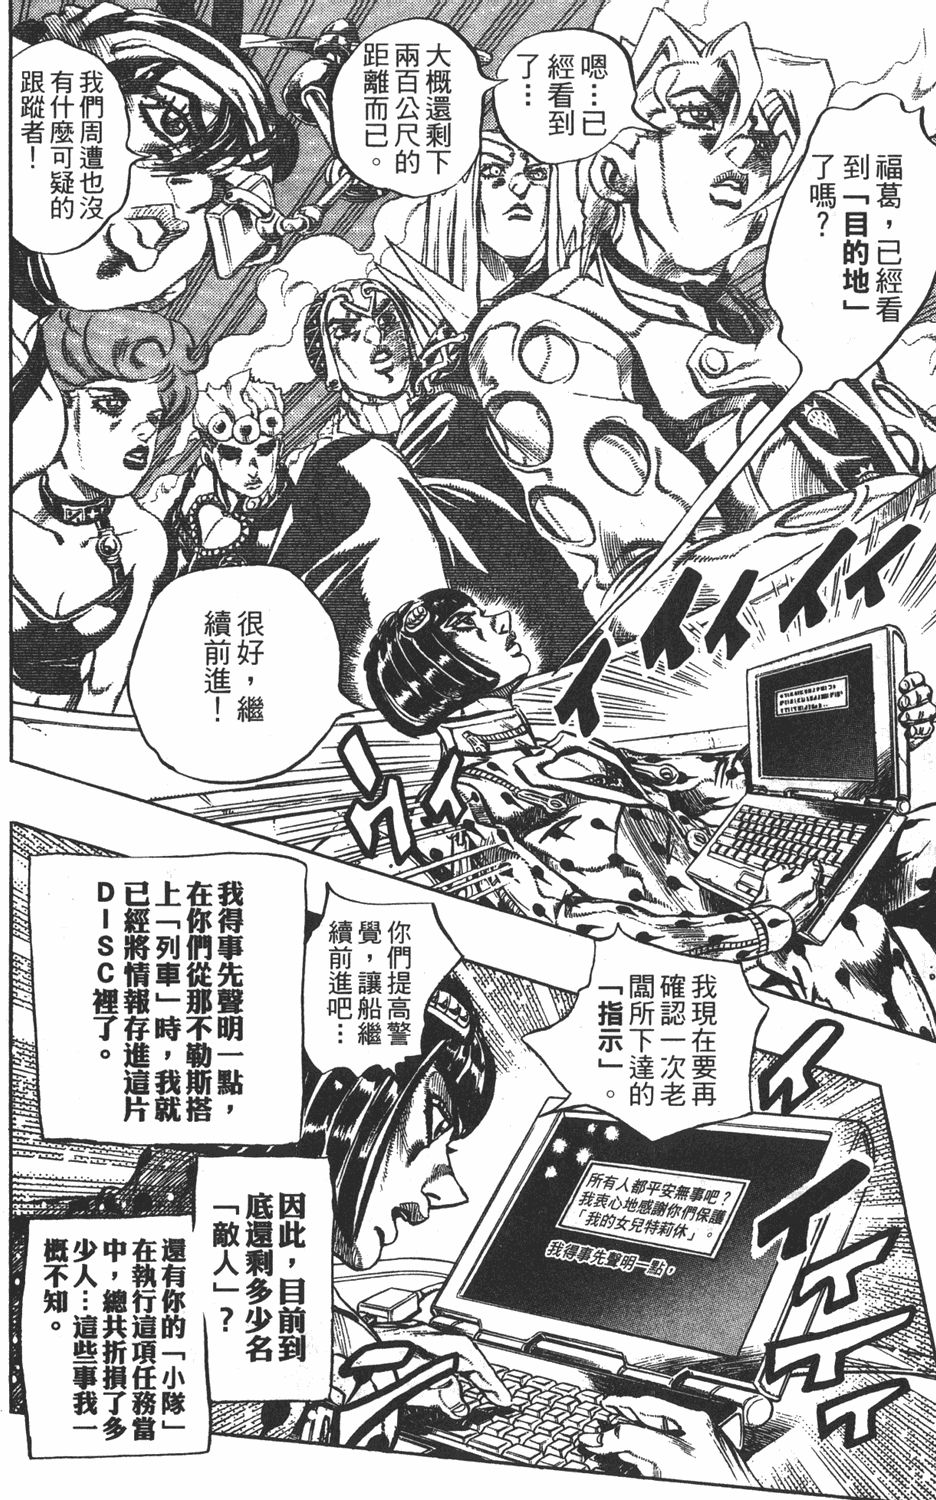 福葛，已經看
到「目的地」
了嗎？
嗯…已
經看到
了…
大概還剩下
兩百公尺的
距離而已。
我們周遭也沒
有什麼可疑的
跟蹤者！
很好，繼
續前進！
我現在要再
確認一次老
闆所下達的
「指示」。
你們提高警
覺，讓船繼
續前進吧…
所有人都平安無事吧？
我衷心地感謝你們保護
「我的女兒特莉休」。
我得事先聲明一點，
我得事先聲明一點，
在你們從那不勒斯搭
上「列車」時，我就
已經將情報存進這片
DISC裡了。
因此，目前到
底還剩多少名
「敵人」？
還有你的「小隊」
在執行這項任務當
中，總共折損了多
少人…這些事我一
概不知。